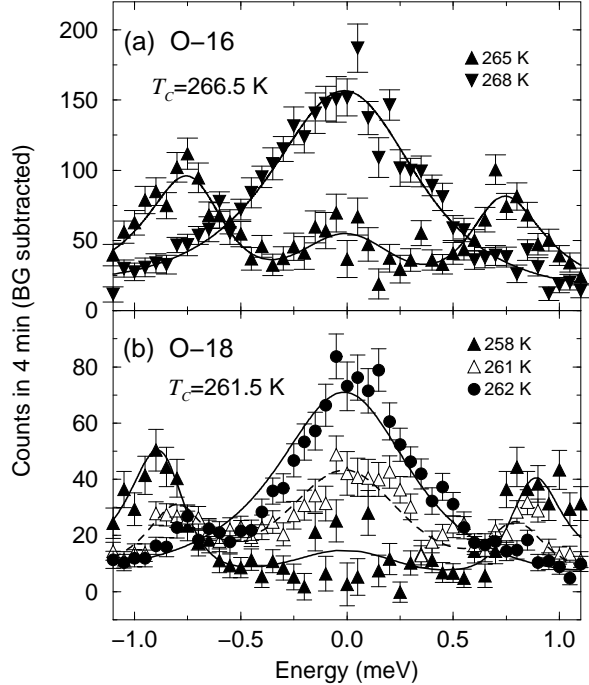 Counts in 4 min (BG subtracted)
200
150
100
50
0
(a) O-16
T_C=266.5 K
265 K
268 K
80
60
40
20
0
(b) O-18
T_C=261.5 K
258 K
261 K
262 K
−1.0 −0.5 0.0 0.5 1.0
Energy (meV)